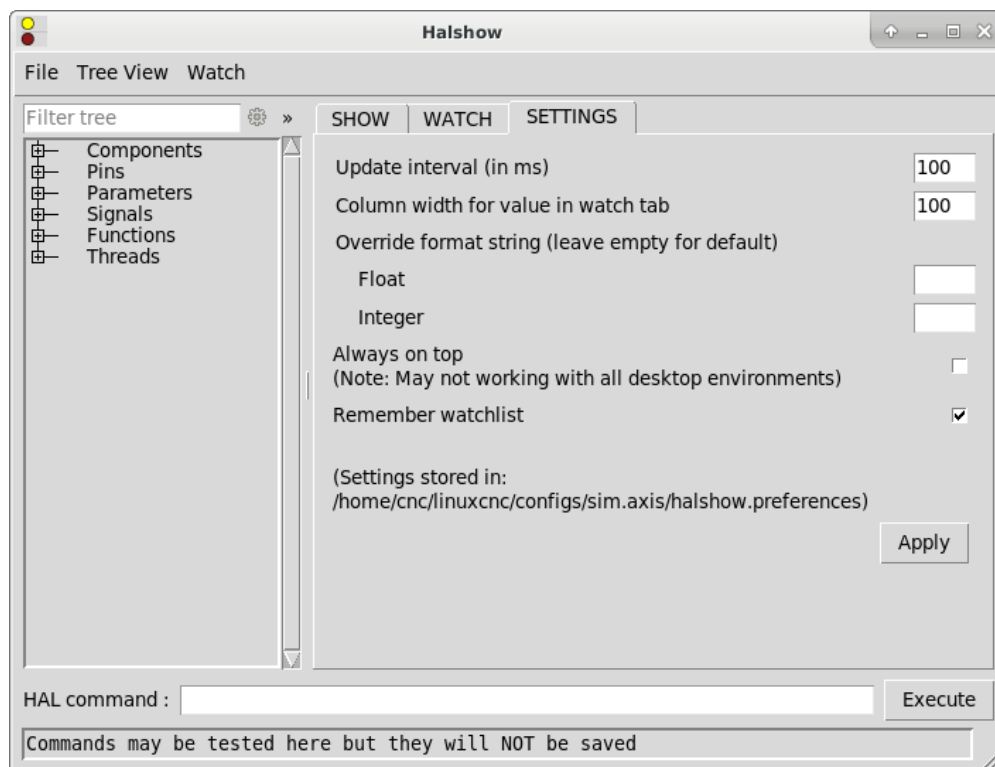 Halshow
File Tree View Watch
Filter tree
»
Components
Pins
Parameters
Signals
Functions
Threads
SHOW WATCH SETTINGS
Update interval (in ms) 100
Column width for value in watch tab 100
Override format string (leave empty for default)
Float
Integer
Always on top
(Note: May not working with all desktop environments)
Remember watchlist
(Settings stored in:
/home/cnc/linuxcnc/configs/sim.axis/halshow.preferences)
Apply
HAL command : Execute
Commands may be tested here but they will NOT be saved